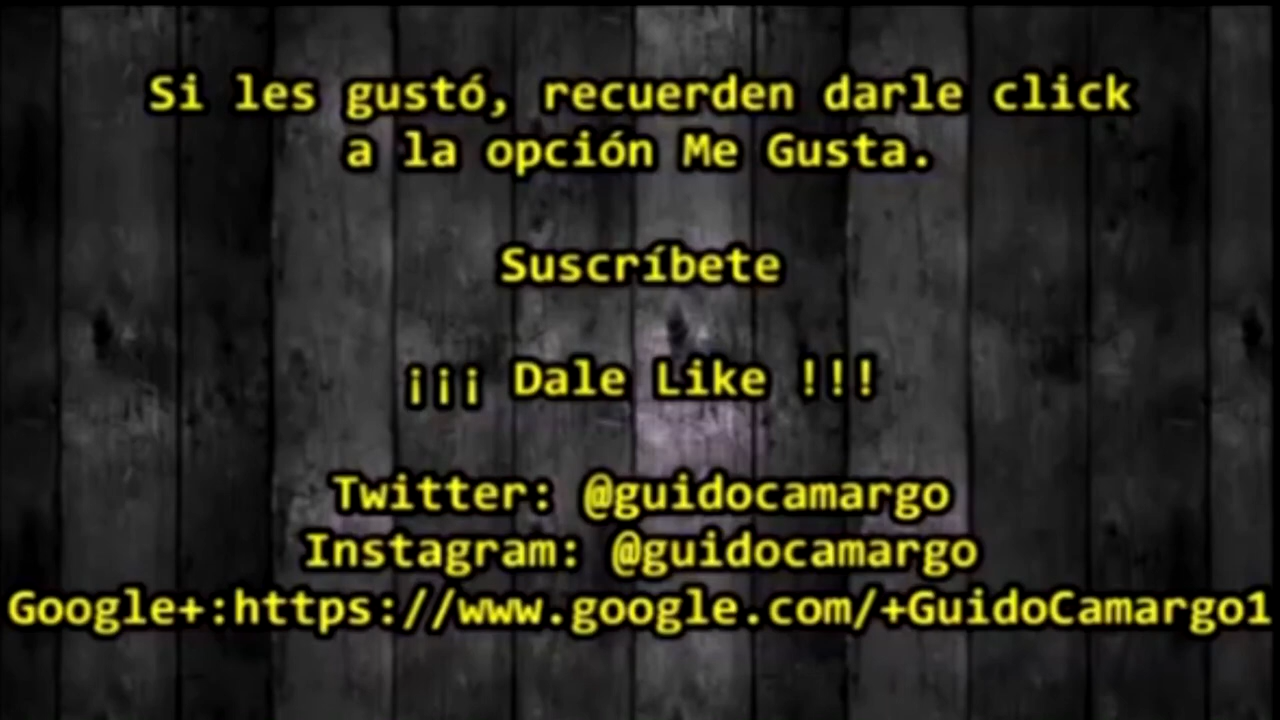 Si les gustó, recuerden darle click
a la opción Me Gusta.
Suscríbete
¡¡¡ Dale Like !!!
Twitter: @guidocamargo
Instagram: @guidocamargo
Google+:https://www.google.com/+GuidoCamargo1